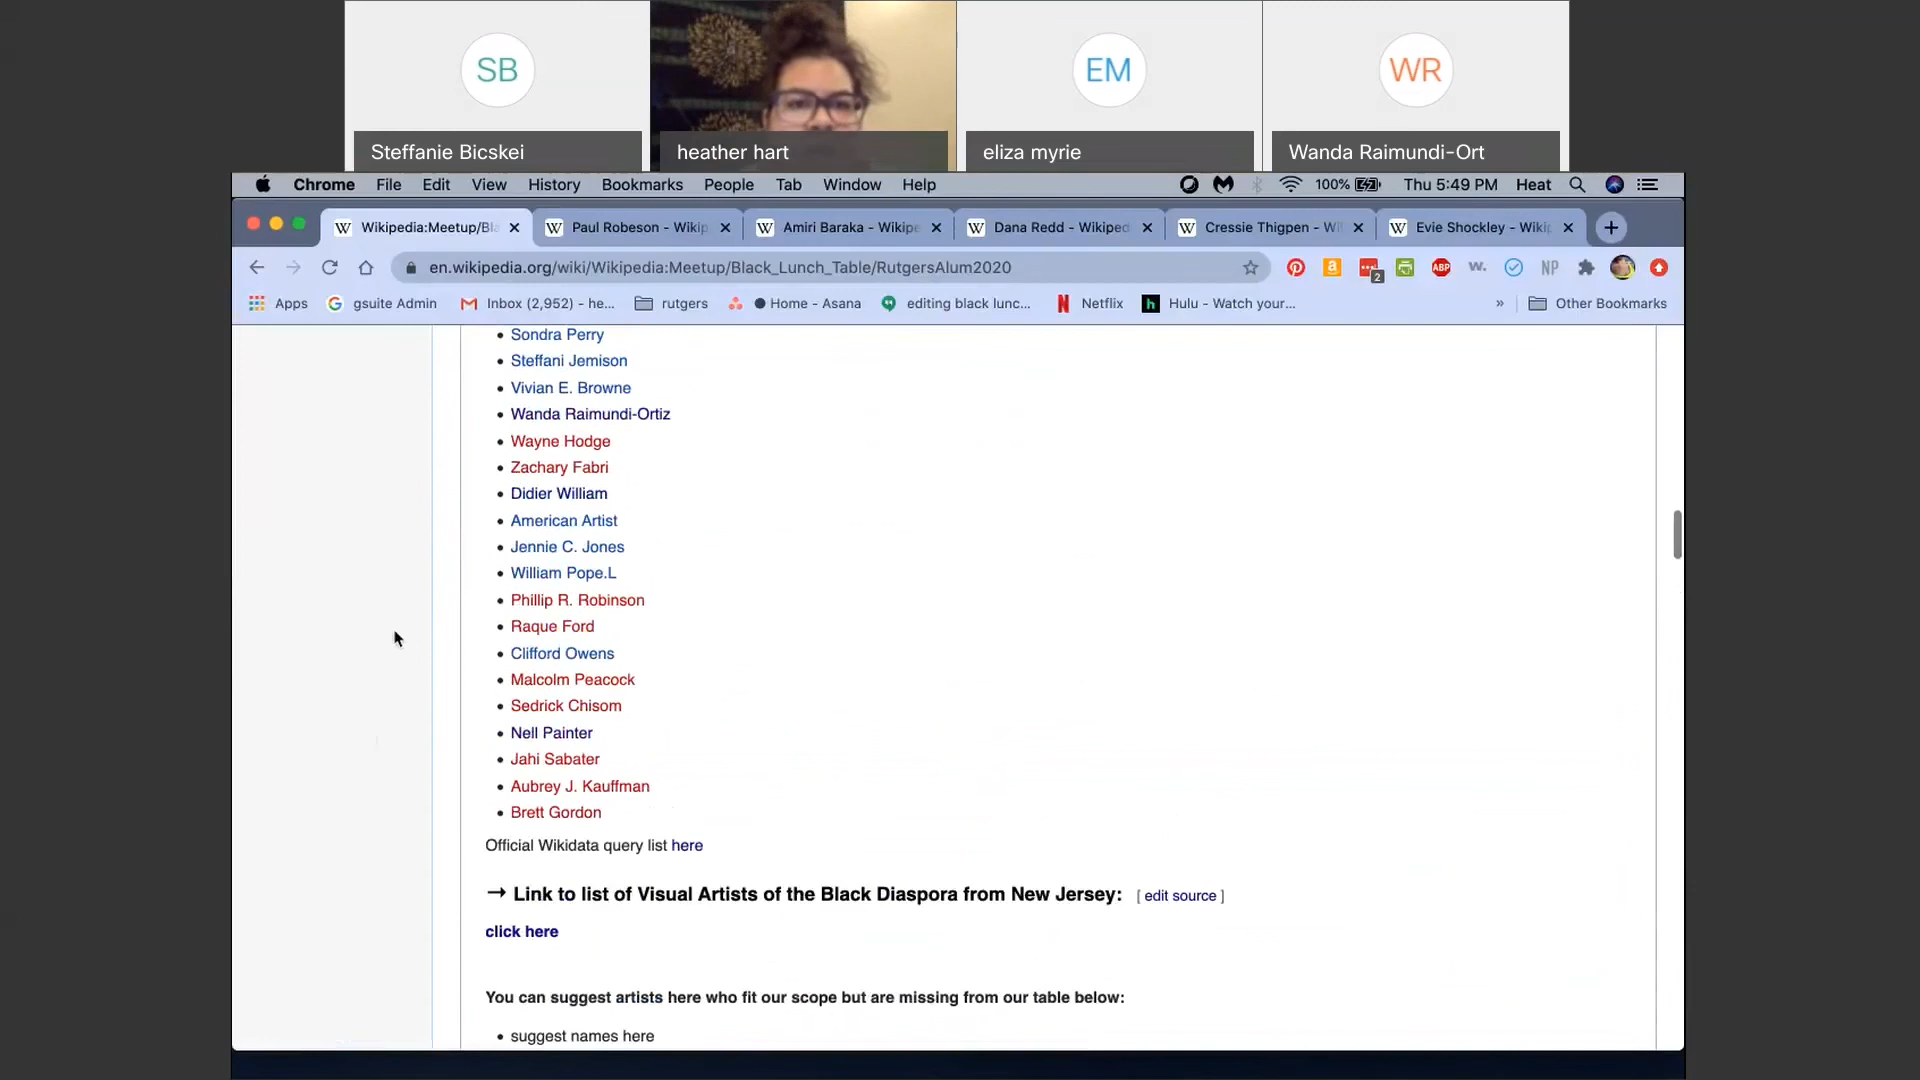 SB
EM
WR
Steffanie Bicskei
heather hart
eliza myrie
Wanda Raimundi-Ort
Chrome File Edit View History Bookmarks People Tab Window Help 100% Thu 5:49 PM Heat
Wikipedia:Meetup/Bla Paul Robeson - Wikip Amiri Baraka - Wikipe Dana Redd - Wikiped Cressie Thigpen - Wi Evie Shockley - Wikip
en.wikipedia.org/wiki/Wikipedia:Meetup/Black_Lunch_Table/RutgersAlum2020 2 ABP w. NP
Apps gsuite Admin Inbox (2,952) - he... rutgers Home - Asana editing black lunc... Netflix Hulu - Watch your... » Other Bookmarks
• Sondra Perry
• Steffani Jemison
• Vivian E. Browne
• Wanda Raimundi-Ortiz
• Wayne Hodge
• Zachary Fabri
• Didier William
• American Artist
• Jennie C. Jones
• William Pope.L
• Phillip R. Robinson
• Raque Ford
• Clifford Owens
• Malcolm Peacock
• Sedrick Chisom
• Nell Painter
• Jahi Sabater
• Aubrey J. Kauffman
• Brett Gordon
Official Wikidata query list here
→ Link to list of Visual Artists of the Black Diaspora from New Jersey: [ edit source ]
click here
You can suggest artists here who fit our scope but are missing from our table below:
• suggest names here